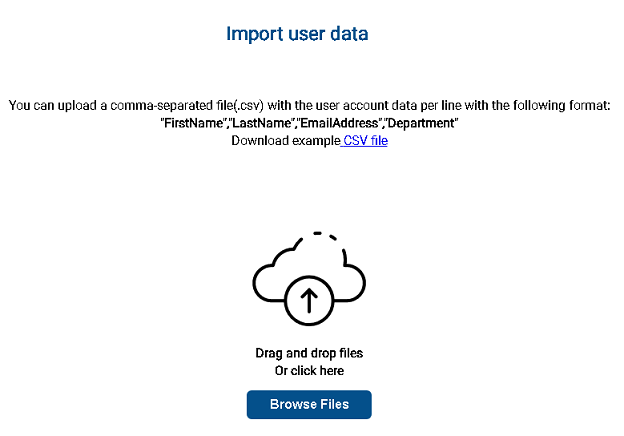 Import user data
You can upload a comma-separated file(.csv) with the user account data per line with the following format:
"FirstName","LastName","EmailAddress","Department"
Download example CSV file
Drag and drop files
Or click here
Browse Files